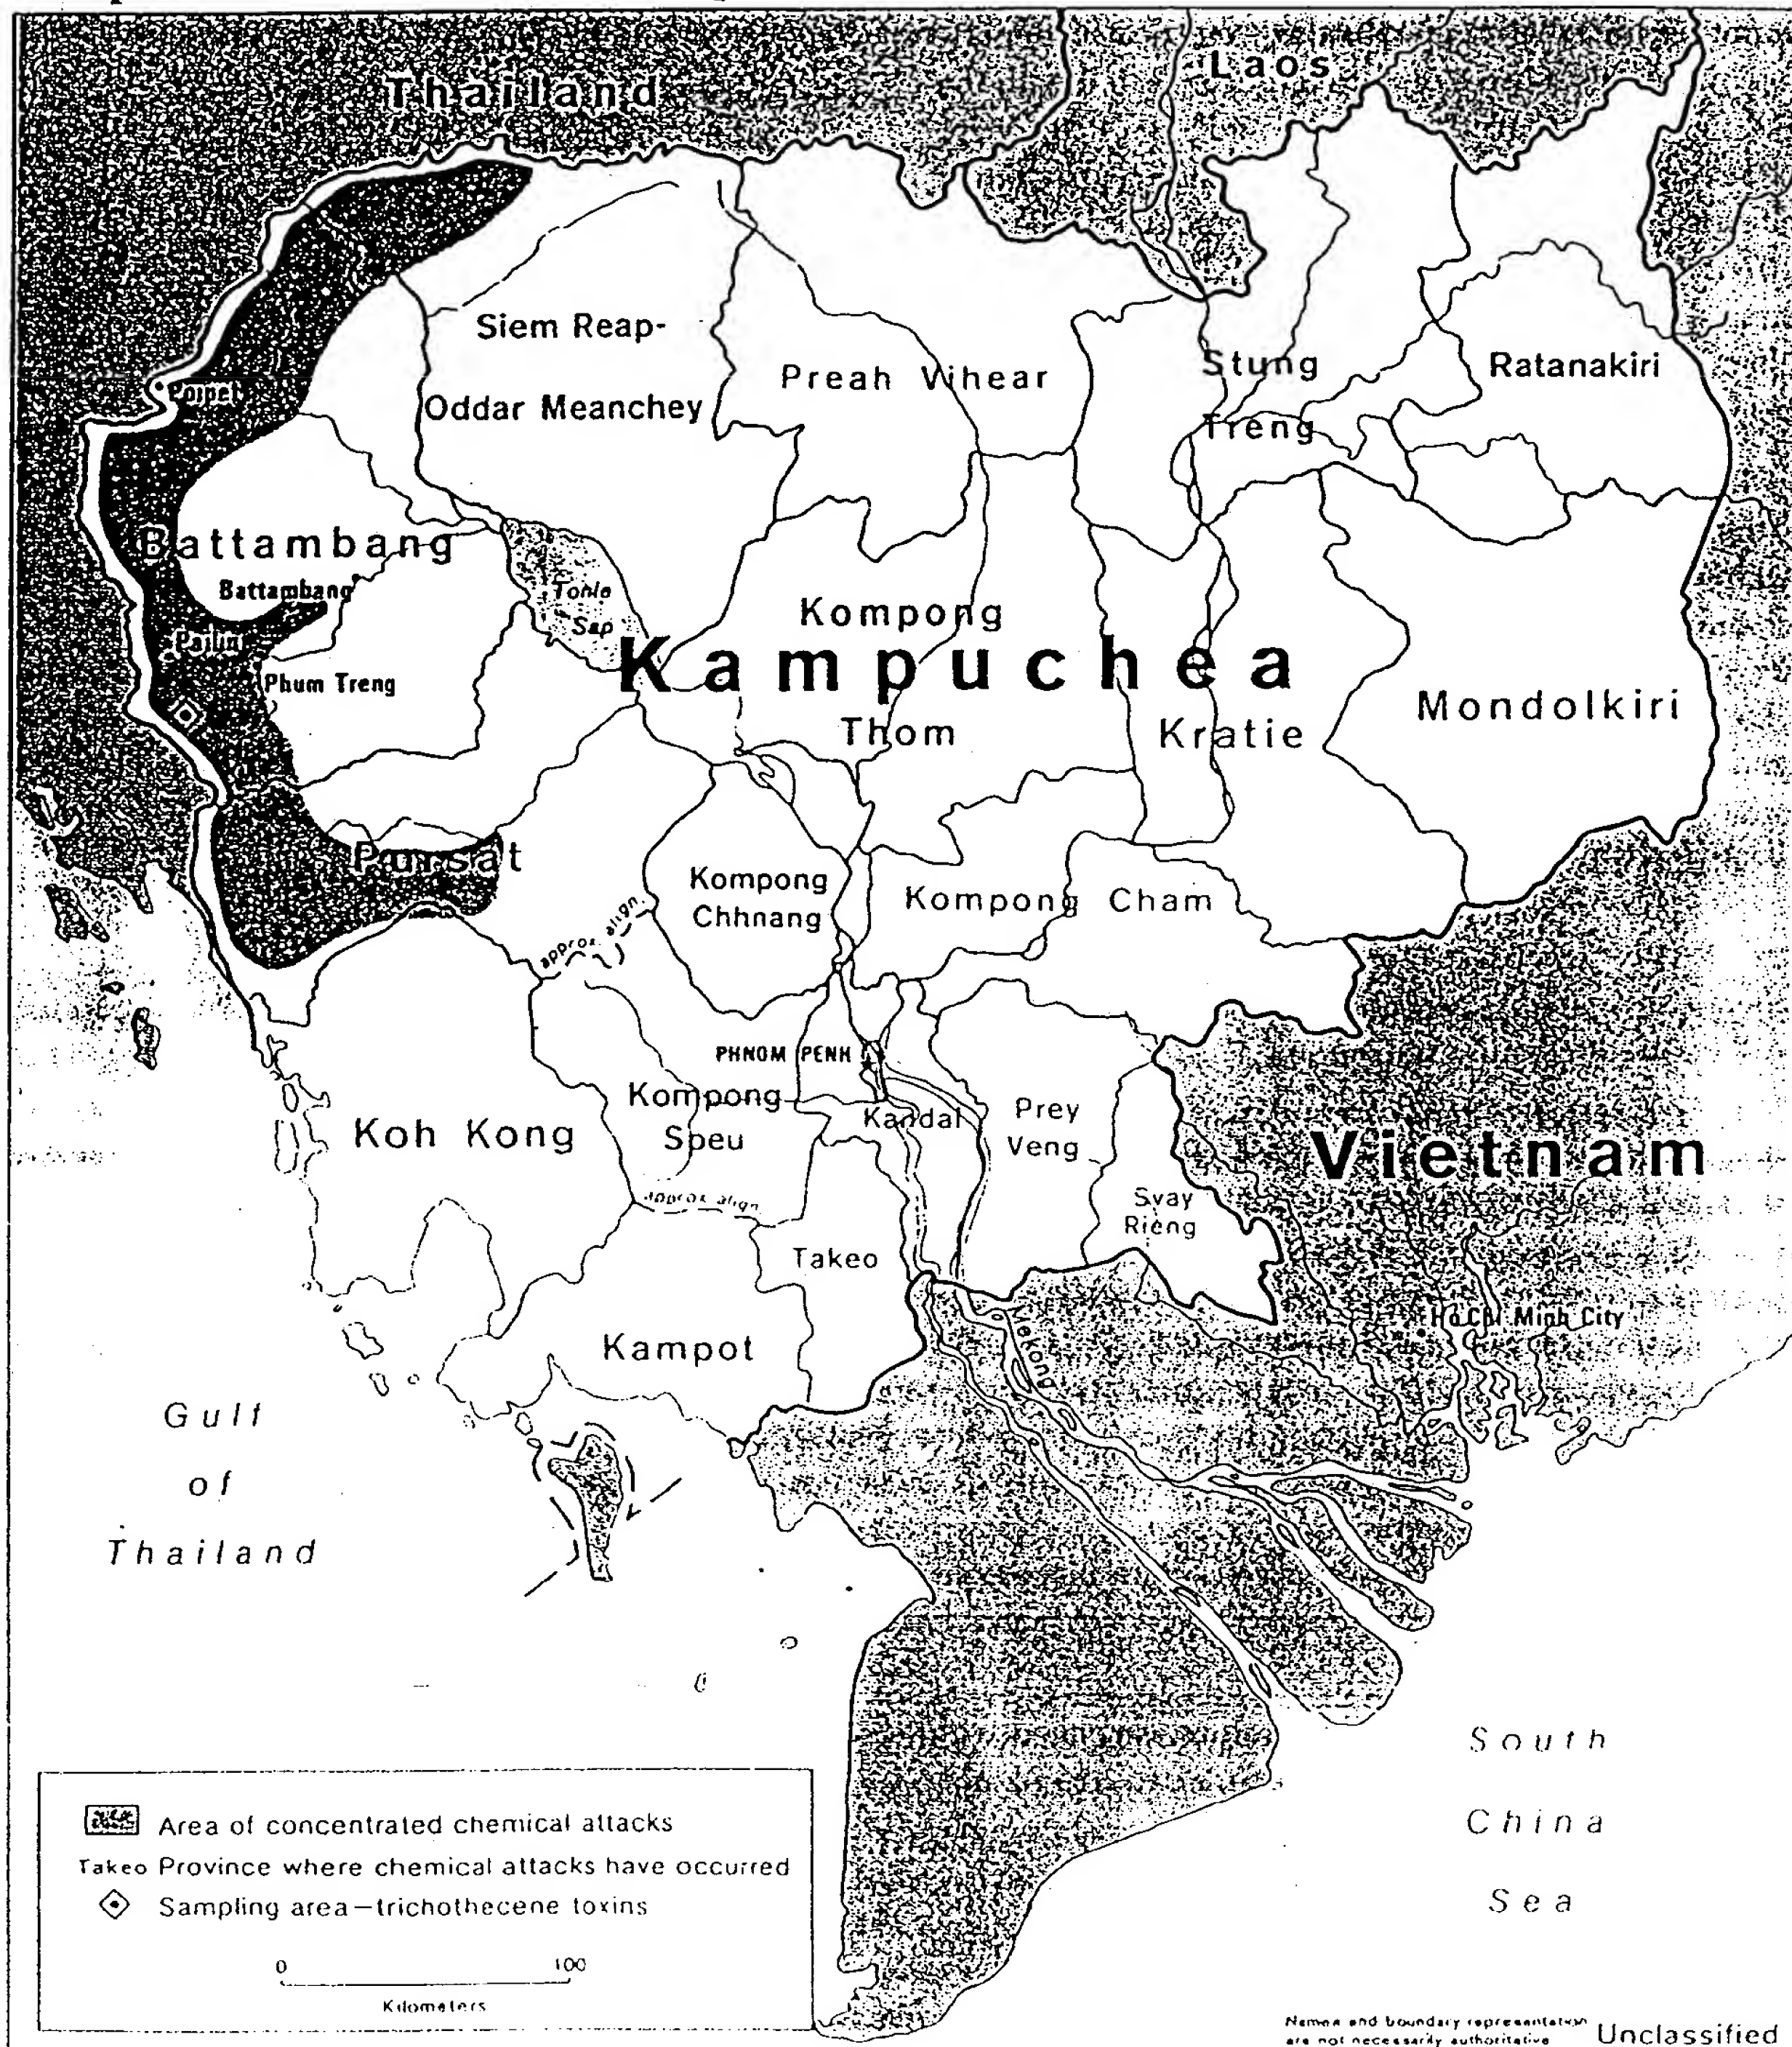 Thailand
Laos
Siem Reap-
Oddar Meanchey
Preah Vihear
Stung
Treng
Ratanakiri
Poipet
Battambang
Battambang
Tonle
Sap
Pailin
Phum Treng
Kompong
Kampuchea
Thom
Kratie
Mondolkiri
Pursat
Kompong
Chhnang
Kompong Cham
approx. align.
PHNOM PENH
Kompong
Speu
Kandal
Prey
Veng
Koh Kong
Vietnam
Svay
Rieng
approx. align
Takeo
Ho Chi Minh City
Mekong
Kampot
Gulf
of
Thailand
South
China
Sea
Area of concentrated chemical attacks
Takeo Province where chemical attacks have occurred
Sampling area—trichothecene toxins
0 100
Kilometers
Names and boundary representation
are not necessarily authoritative
Unclassified